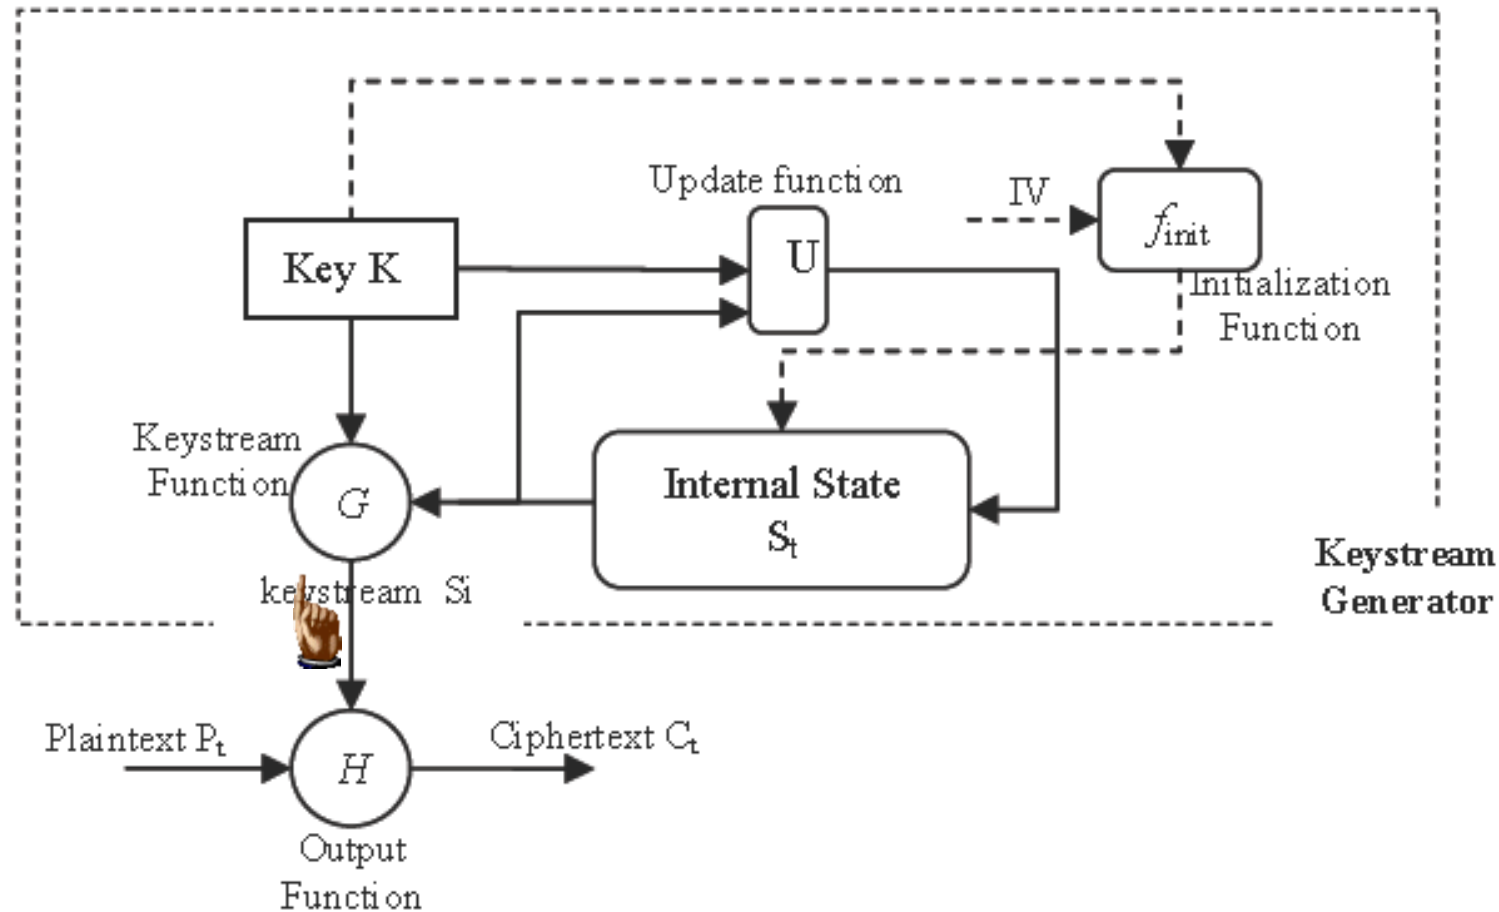 Update function
IV
U
f init
Key K
Initialization
Function
Keystream
Function
G
Internal State
St
Keystream
Generator
keystream Si
Plaintext Pt
H
Ciphertext Ct
Output
Function